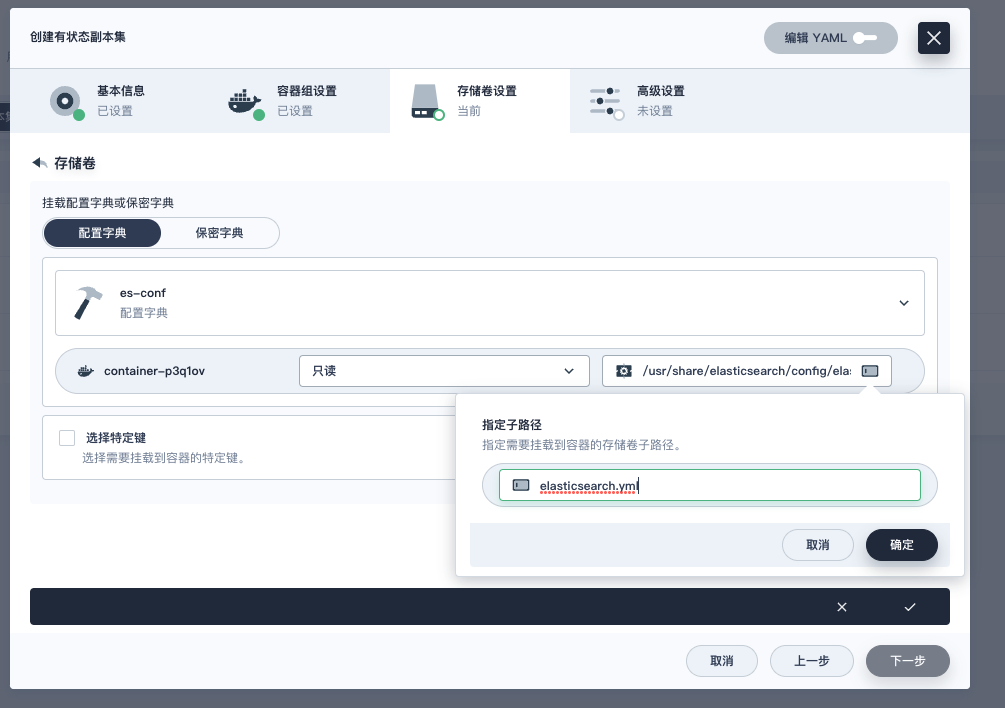 创建有状态副本集
编辑 YAML
基本信息
已设置
容器组设置
已设置
存储卷设置
当前
高级设置
未设置
存储卷
挂载配置字典或保密字典
配置字典
保密字典
es-conf
配置字典
container-p3q1ov
只读
/usr/share/elasticsearch/config/elas
选择特定键
选择需要挂载到容器的特定键。
指定子路径
指定需要挂载到容器的存储卷子路径。
elasticsearch.yml
取消
确定
取消
上一步
下一步